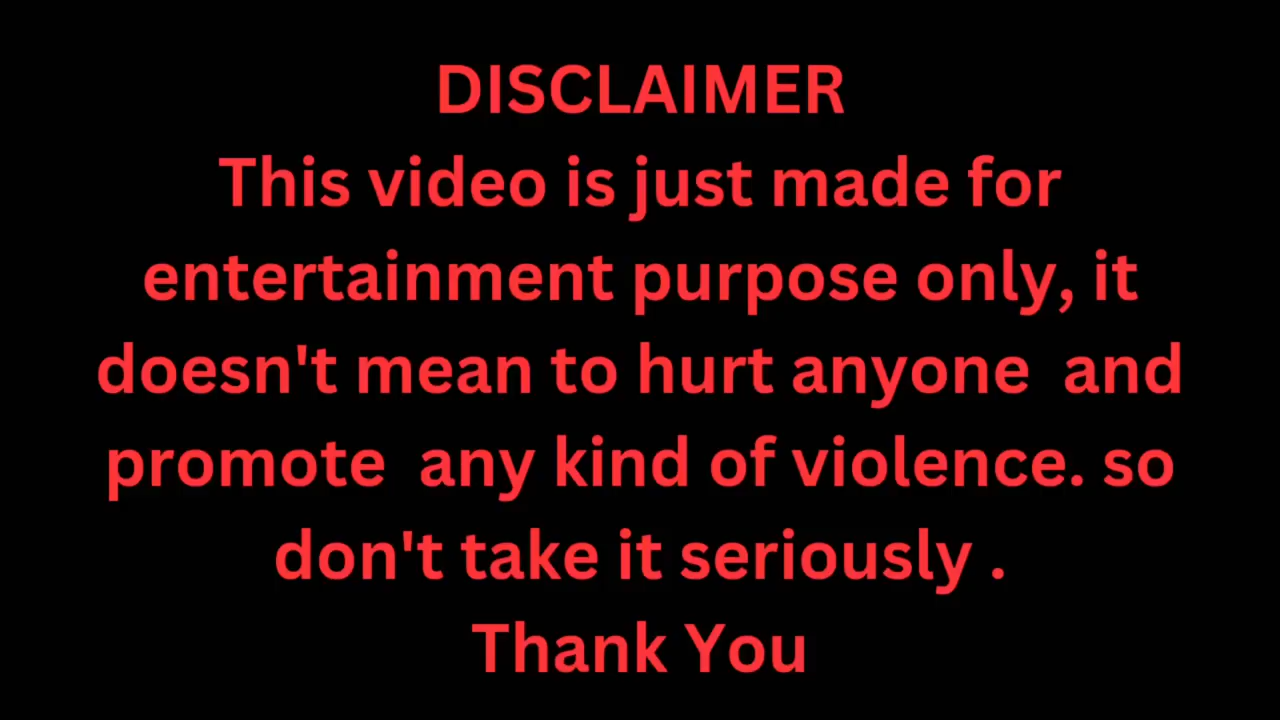 DISCLAIMER
This video is just made for
entertainment purpose only, it
doesn't mean to hurt anyone  and
promote  any kind of violence. so
don't take it seriously .
Thank You